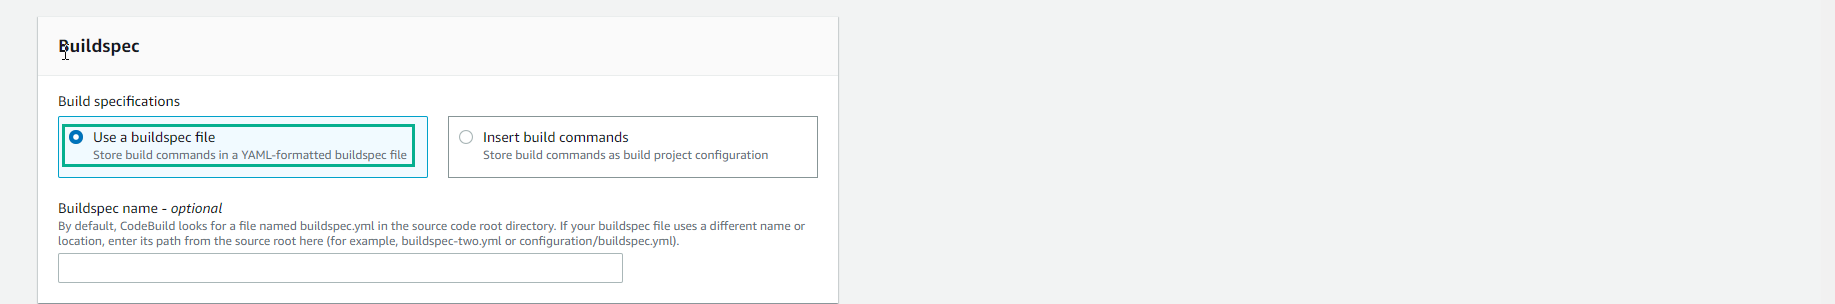 Buildspec
Build specifications
Use a buildspec file
Store build commands in a YAML-formatted buildspec file
Insert build commands
Store build commands as build project configuration
Buildspec name - optional
By default, CodeBuild looks for a file named buildspec.yml in the source code root directory. If your buildspec file uses a different name or
location, enter its path from the source root here (for example, buildspec-two.yml or configuration/buildspec.yml).